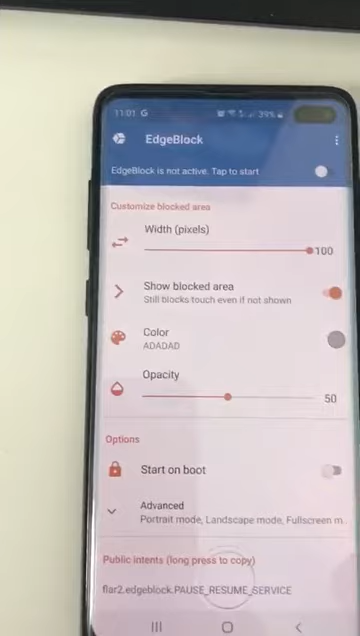 11:01 G
39%
EdgeBlock
EdgeBlock is not active. Tap to start
Customize blocked area
Width (pixels)
100
Show blocked area
Still blocks touch even if not shown
Color
ADADAD
Opacity
50
Options
Start on boot
Advanced
Portrait mode, Landscape mode, Fullscreen m...
Public intents (long press to copy)
flar2.edgeblock.PAUSE_RESUME_SERVICE